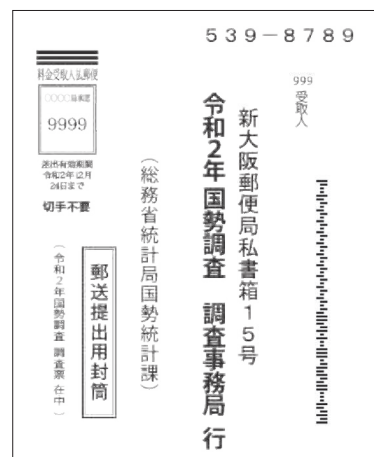 539-8789
料金受取人払郵便
○○○○局承認
9999
差出有効期間
令和2年12月
24日まで
切手不要
999
受取人
新大阪郵便局私書箱15号
令和2年国勢調査 調査事務局 行
(総務省統計局国勢統計課)
郵送提出用封筒
(令和2年国勢調査 調査票 在中)